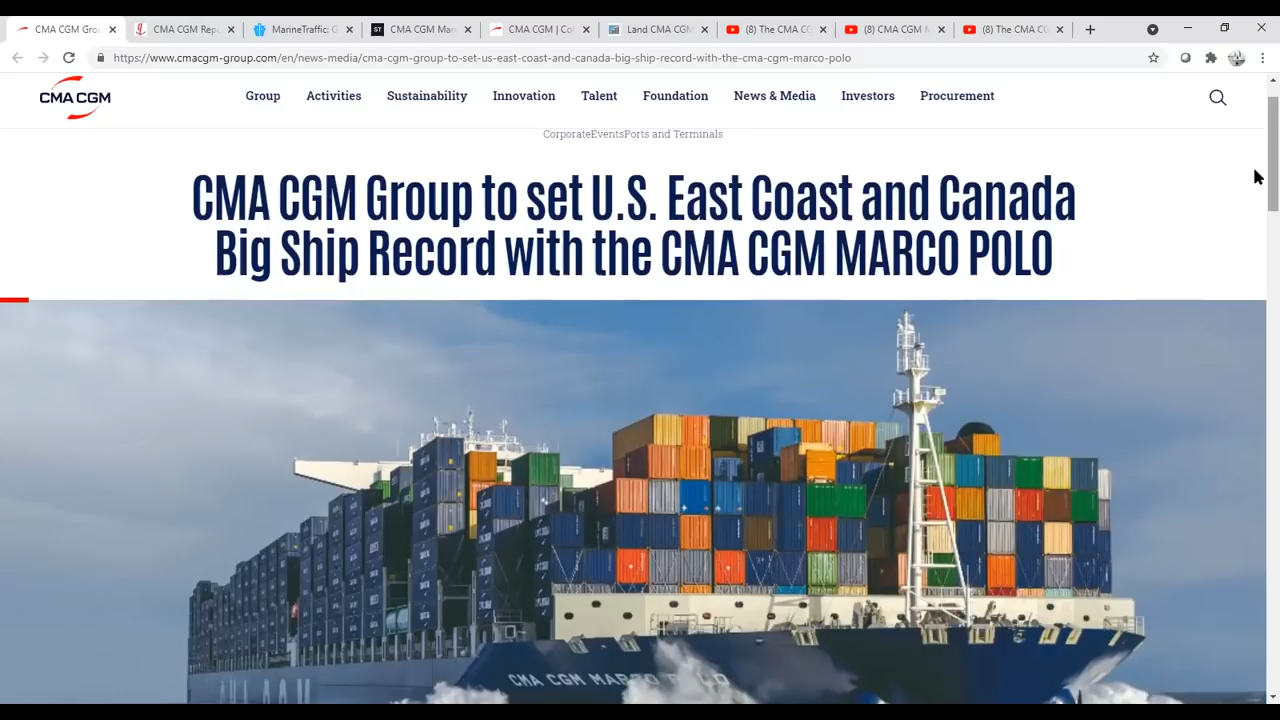 CMA CGM Grou
CMA CGM Repo
MarineTraffic: G
CMA CGM Mar
CMA CGM | Col
Land CMA CGM
(8) The CMA C
(8) CMA CGM M
(8) The CMA C
https://www.cmacgm-group.com/en/news-media/cma-cgm-group-to-set-us-east-coast-and-canada-big-ship-record-with-the-cma-cgm-marco-polo
CMA CGM
Group Activities Sustainability Innovation Talent Foundation News & Media Investors Procurement
CorporateEventsPorts and Terminals
CMA CGM Group to set U.S. East Coast and Canada
Big Ship Record with the CMA CGM MARCO POLO
CMA CGM MARCO POLO
CMA CGM